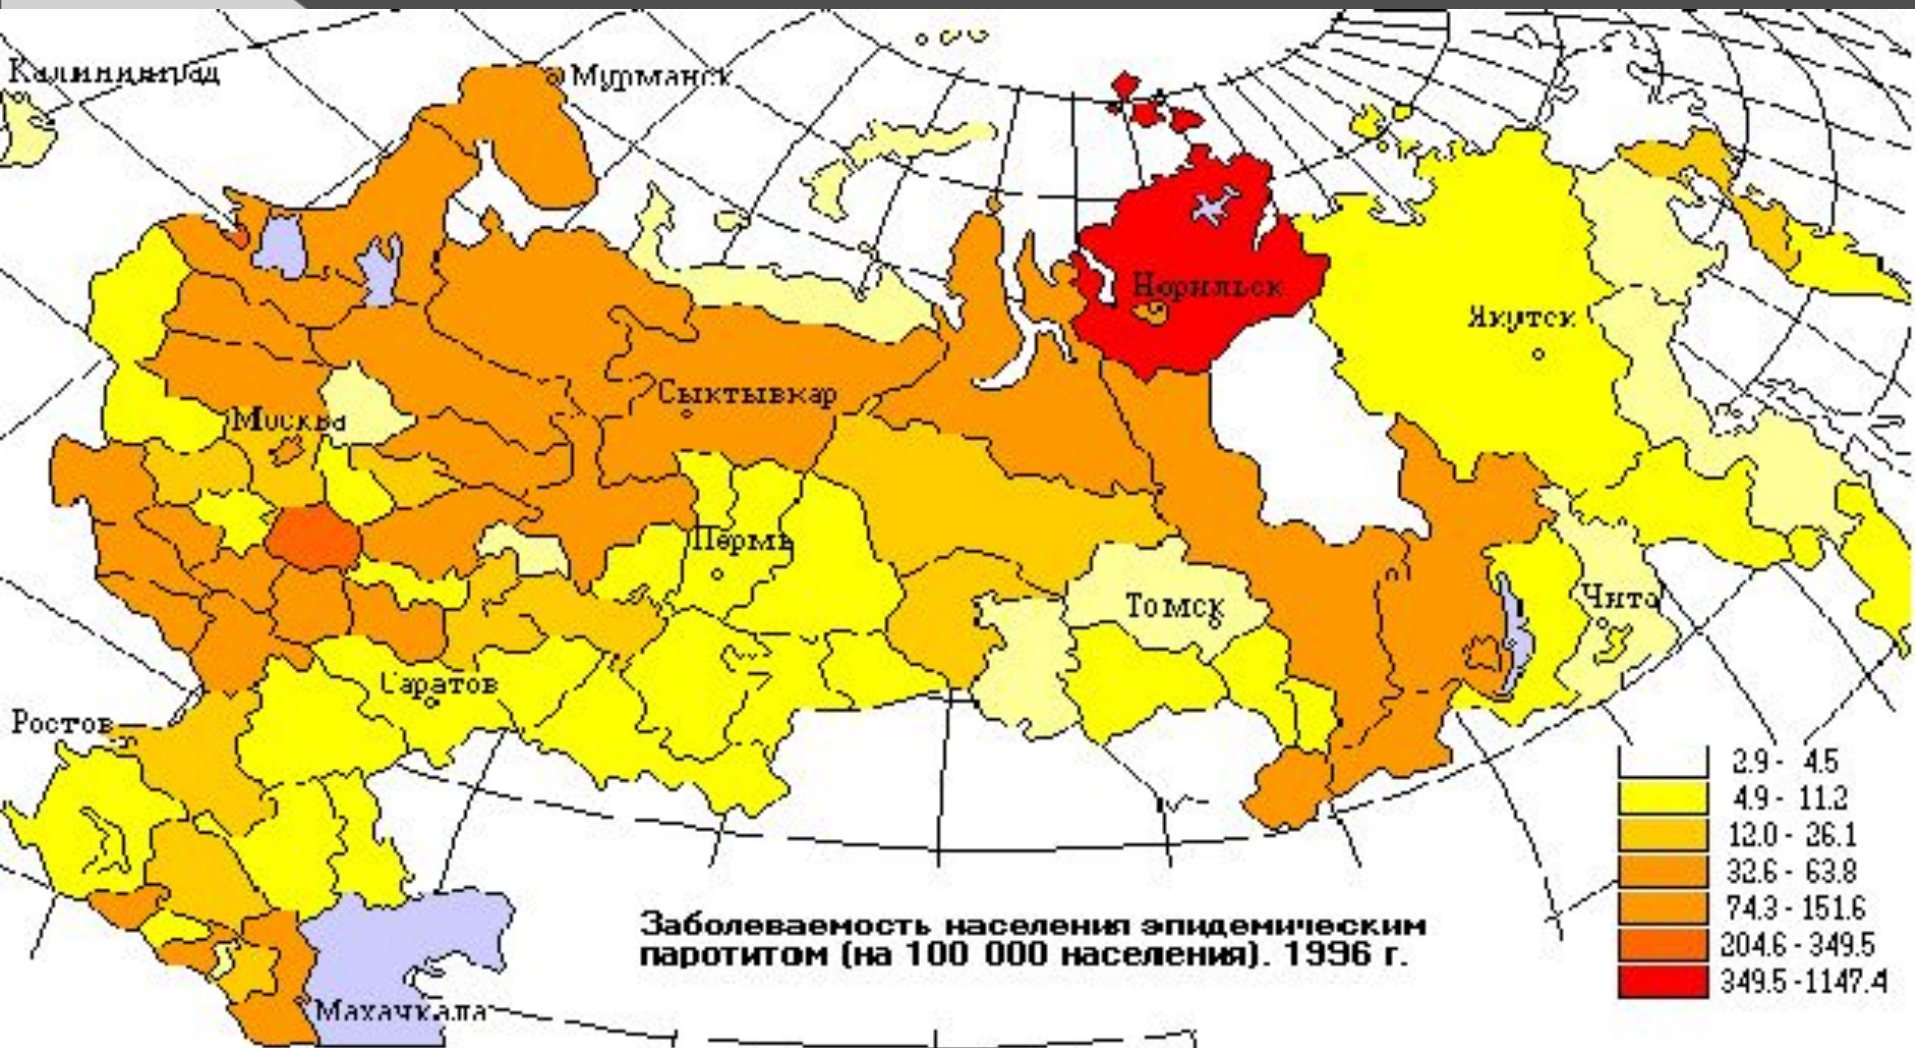 Калининград
Мурманск
Норильск
Якутск
Сыктывкар
Москва
Пермь
Томск
Чита
Саратов
Ростов
2.9 - 4.5
4.9 - 11.2
12.0 - 26.1
32.6 - 63.8
74.3 - 151.6
204.6 - 349.5
349.5 - 1147.4
Заболеваемость населения эпидемическим
паротитом (на 100 000 населения). 1996 г.
Махачкала